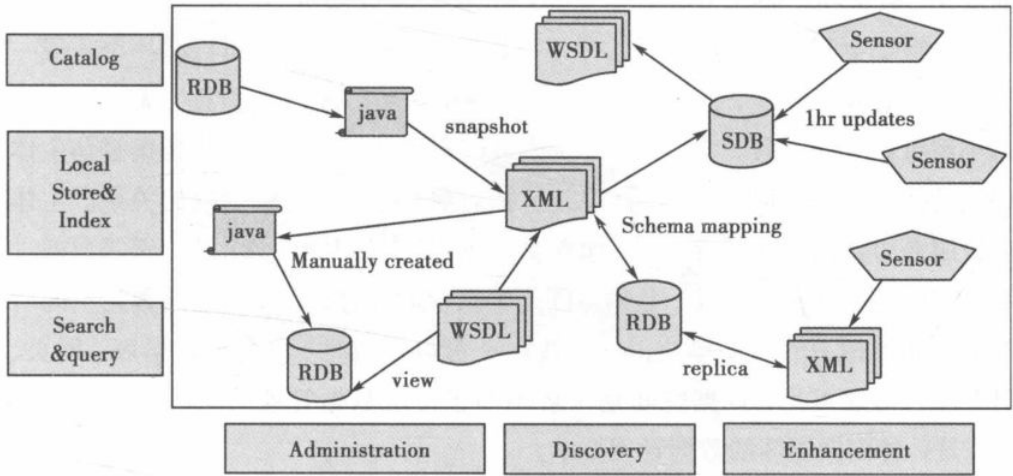 Catalog
RDB
java
snapshot
WSDL
Sensor
SDB
1hr updates
Sensor
Local
Store&
Index
XML
java
Manually created
Schema mapping
Sensor
Search
&query
RDB
view
WSDL
RDB
replica
XML
Administration
Discovery
Enhancement